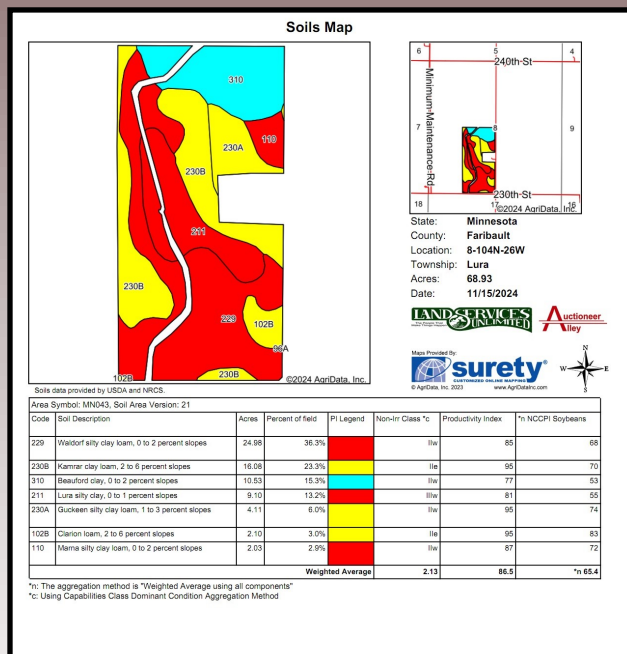 Soils Map
310
110
230A
230B
211
230B
229
102B
96A
230B
102B
©2024 AgriData, Inc.
Soils data provided by USDA and NRCS.
6
5
4
240th-St
Minimum-Maintenance-Rd
7
8
9
230th-St
18
17
16
©2024 AgriData, Inc.
State: Minnesota
County: Faribault
Location: 8-104N-26W
Township: Lura
Acres: 68.93
Date: 11/15/2024
LAND SERVICES
UNLIMITED
Auctioneer
Alley
Maps Provided By:
surety®
CUSTOMIZED ONLINE MAPPING
© AgriData, Inc. 2023 www.AgriDataInc.com
N
W E
S
Area Symbol: MN043, Soil Area Version: 21
Code Soil Description Acres Percent of field PI Legend Non-Irr Class *c Productivity Index *n NCCPI Soybeans
229 Waldorf silty clay loam, 0 to 2 percent slopes 24.98 36.3% IIw 85 68
230B Kamrar clay loam, 2 to 6 percent slopes 16.08 23.3% IIe 95 70
310 Beauford clay, 0 to 2 percent slopes 10.53 15.3% IIw 77 53
211 Lura silty clay, 0 to 1 percent slopes 9.10 13.2% IIIw 81 55
230A Guckeen silty clay loam, 1 to 3 percent slopes 4.11 6.0% IIw 95 74
102B Clarion loam, 2 to 6 percent slopes 2.10 3.0% IIe 95 83
110 Marna silty clay loam, 0 to 2 percent slopes 2.03 2.9% IIw 87 72
Weighted Average 2.13 86.5 *n 65.4
*n: The aggregation method is "Weighted Average using all components"
*c: Using Capabilities Class Dominant Condition Aggregation Method